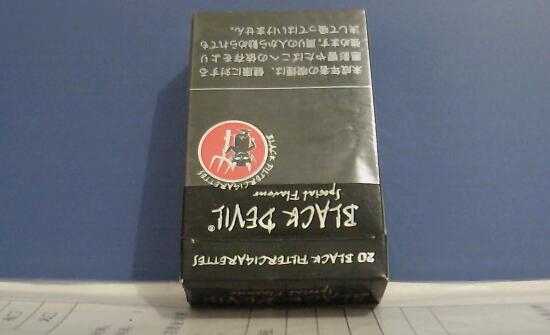 20 BLACK FILTERCIGARETTES
BLACK DEVIL®
Special Flavour
BLACK FILTERCIGARETTES
未成年者の喫煙は、健康に対する
悪影響やたばこへの依存をより
強めます。周りの人から勧められても
決して吸ってはいけません。